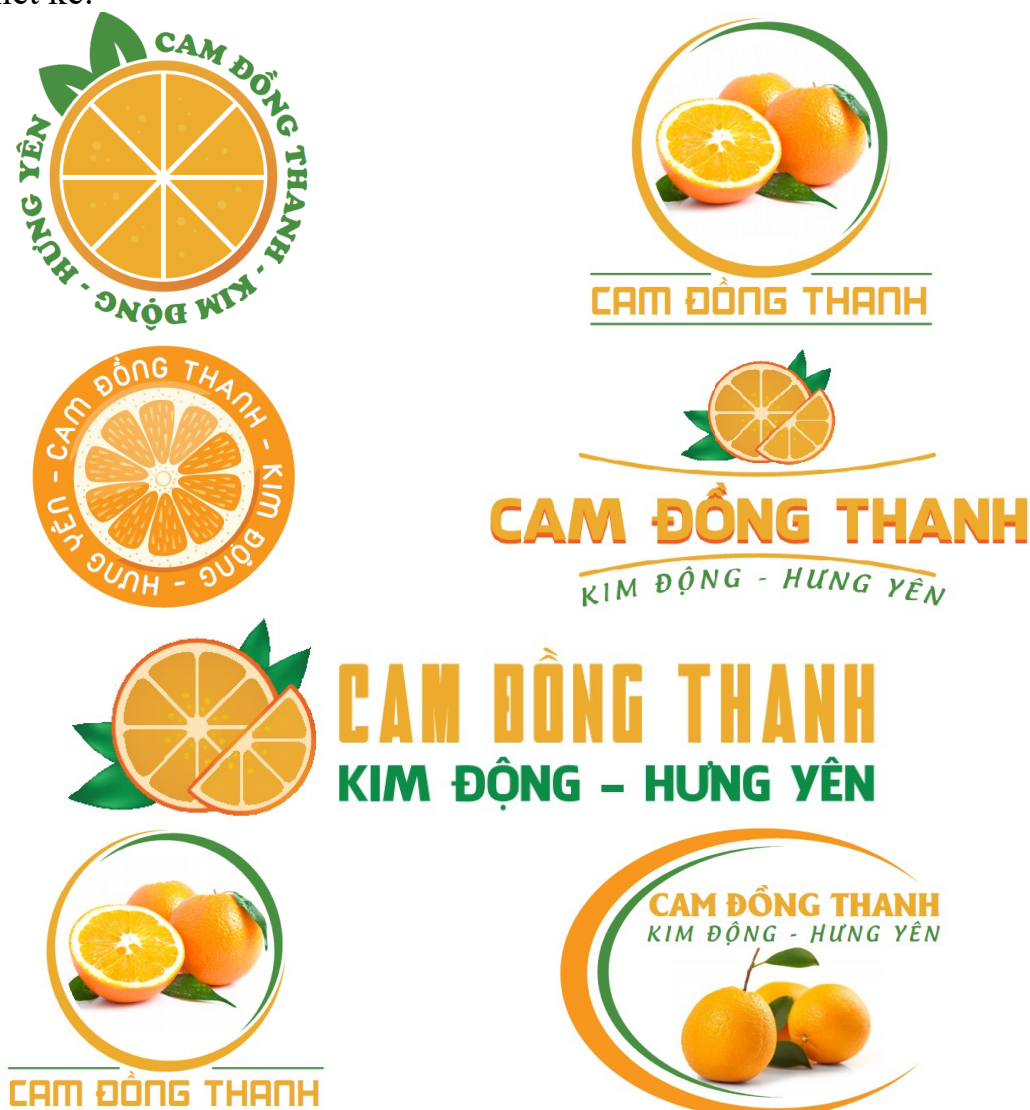 CAM ĐỒNG THANH - KIM ĐỘNG - HƯNG YÊN
CAM ĐỒNG THANH
CAM ĐỒNG THANH - KIM ĐỘNG - HƯNG YÊN -
CAM ĐỒNG THANH
KIM ĐỘNG - HƯNG YÊN
CAM ĐỒNG THANH
KIM ĐỘNG - HƯNG YÊN
CAM ĐỒNG THANH
CAM ĐỒNG THANH
KIM ĐỘNG - HƯNG YÊN